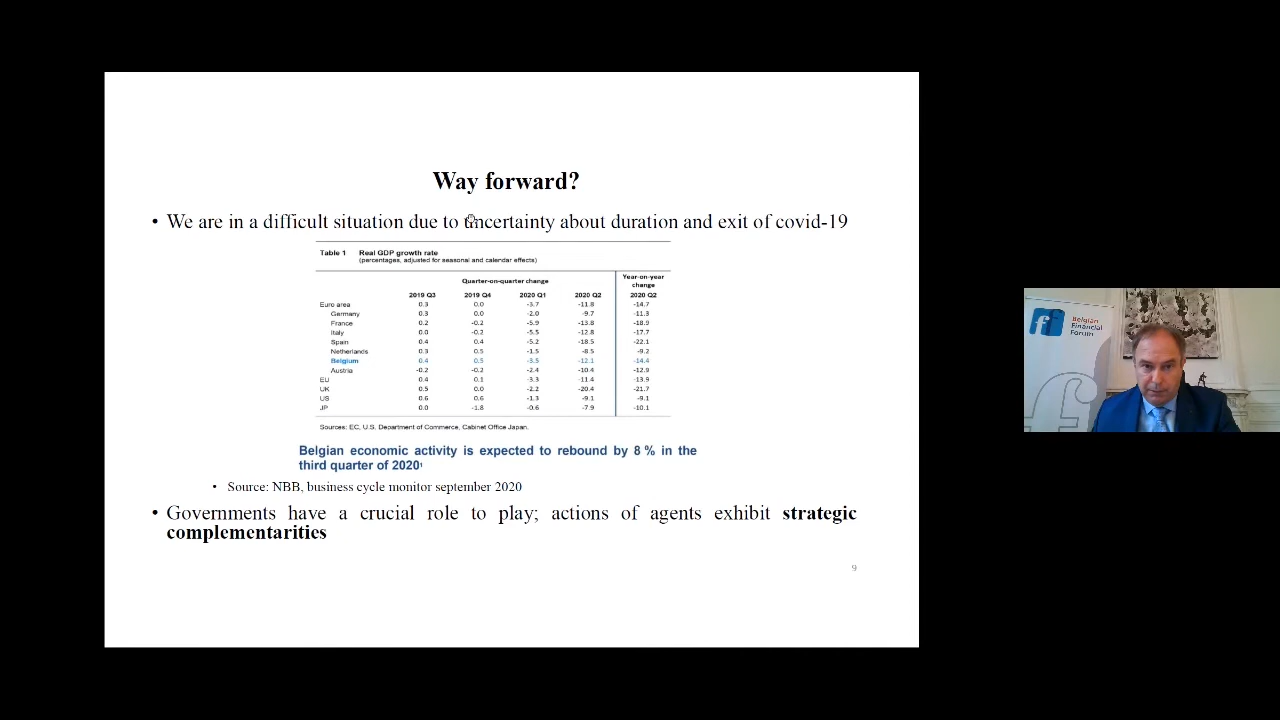 Way forward?
• We are in a difficult situation due to uncertainty about duration and exit of covid-19
Table 1 Real GDP growth rate
(percentages, adjusted for seasonal and calendar effects)
Quarter-on-quarter change Year-on-year
change
2019 Q3 2019 Q4 2020 Q1 2020 Q2 2020 Q2
Euro area 0.3 0.0 -3.7 -11.8 -14.7
Germany 0.3 0.0 -2.0 -9.7 -11.3
France 0.2 -0.2 -5.9 -13.8 -18.9
Italy 0.0 -0.2 -5.5 -12.8 -17.7
Spain 0.4 0.4 -5.2 -18.5 -22.1
Netherlands 0.3 0.5 -1.5 -8.5 -9.2
Belgium 0.4 0.5 -3.5 -12.1 -14.4
Austria -0.2 -0.2 -2.4 -10.4 -12.9
EU 0.4 0.1 -3.3 -11.4 -13.9
UK 0.5 0.0 -2.2 -20.4 -21.7
US 0.6 0.6 -1.3 -9.1 -9.1
JP 0.0 -1.8 -0.6 -7.9 -10.1
Sources: EC, U.S. Department of Commerce, Cabinet Office Japan.
Belgian economic activity is expected to rebound by 8 % in the
third quarter of 2020¹
• Source: NBB, business cycle monitor september 2020
• Governments have a crucial role to play; actions of agents exhibit strategic
complementarities
9
Belgian
Financial
Forum